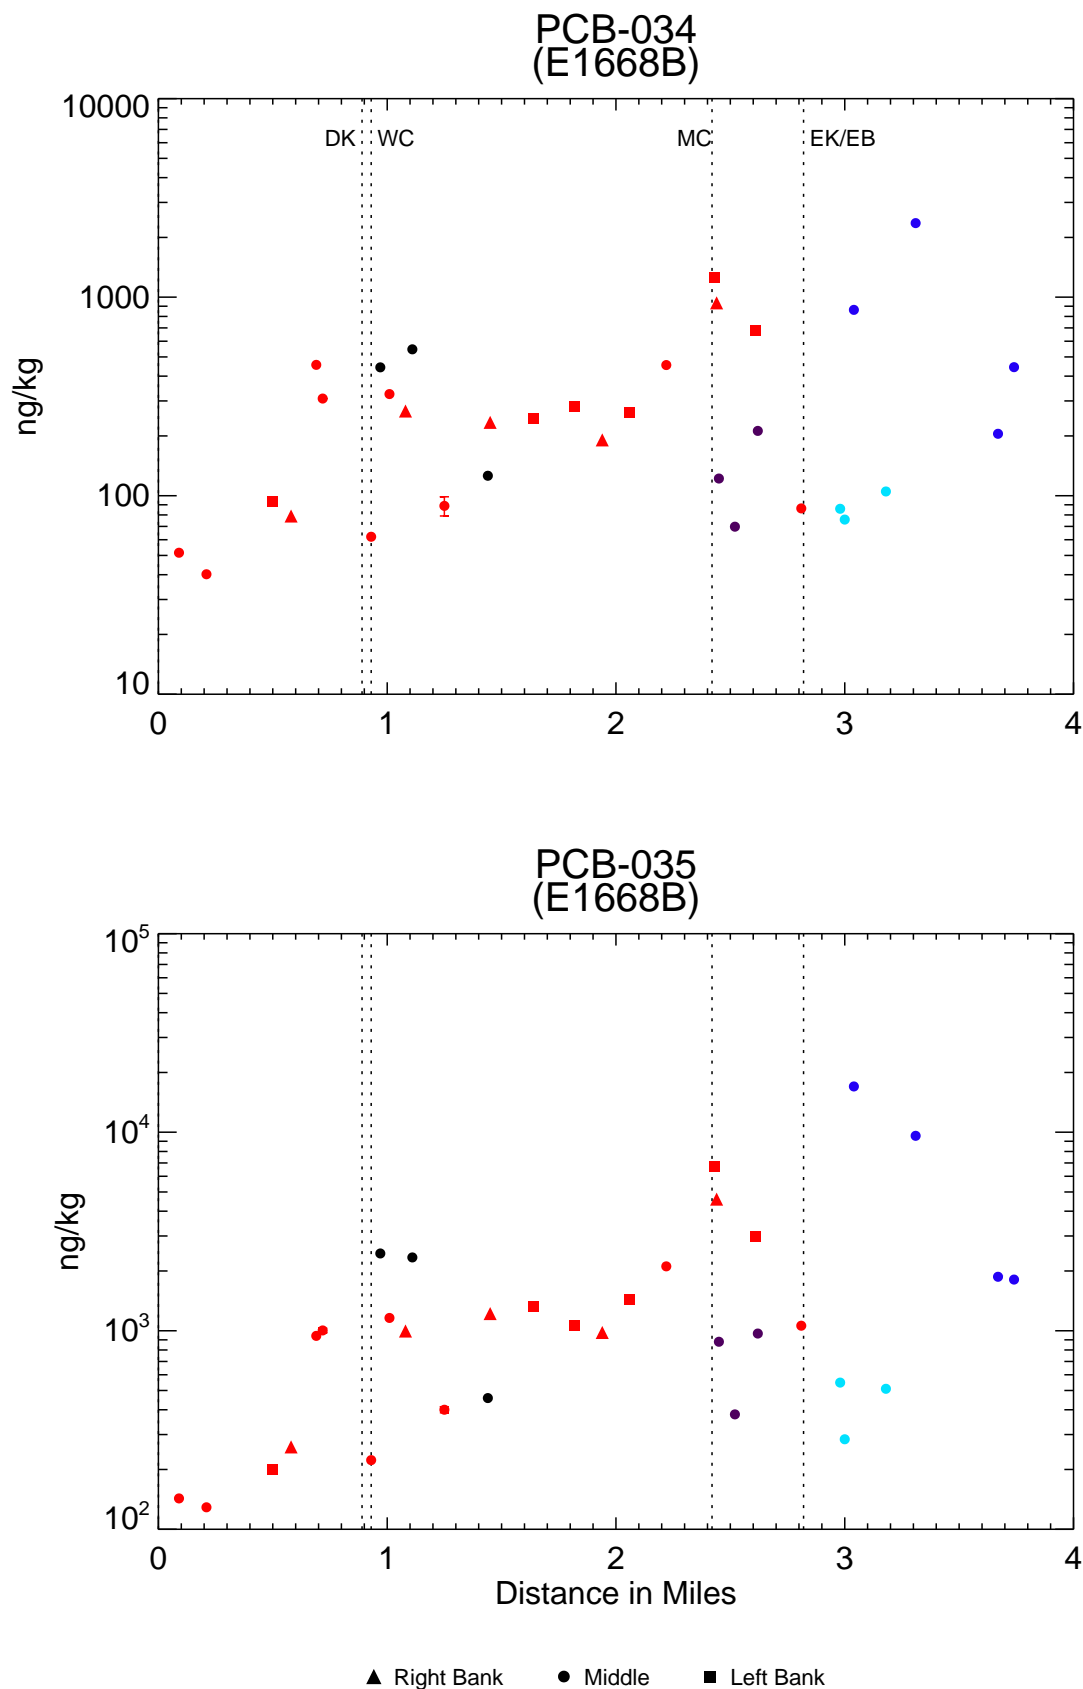 PCB-034
(E1668B)
10000
1000
100
10
ng/kg
DK
WC
MC
EK/EB
0 1 2 3 4
PCB-035
(E1668B)
10^5
10^4
10^3
10^2
ng/kg
0 1 2 3 4
Distance in Miles
Right Bank Middle Left Bank